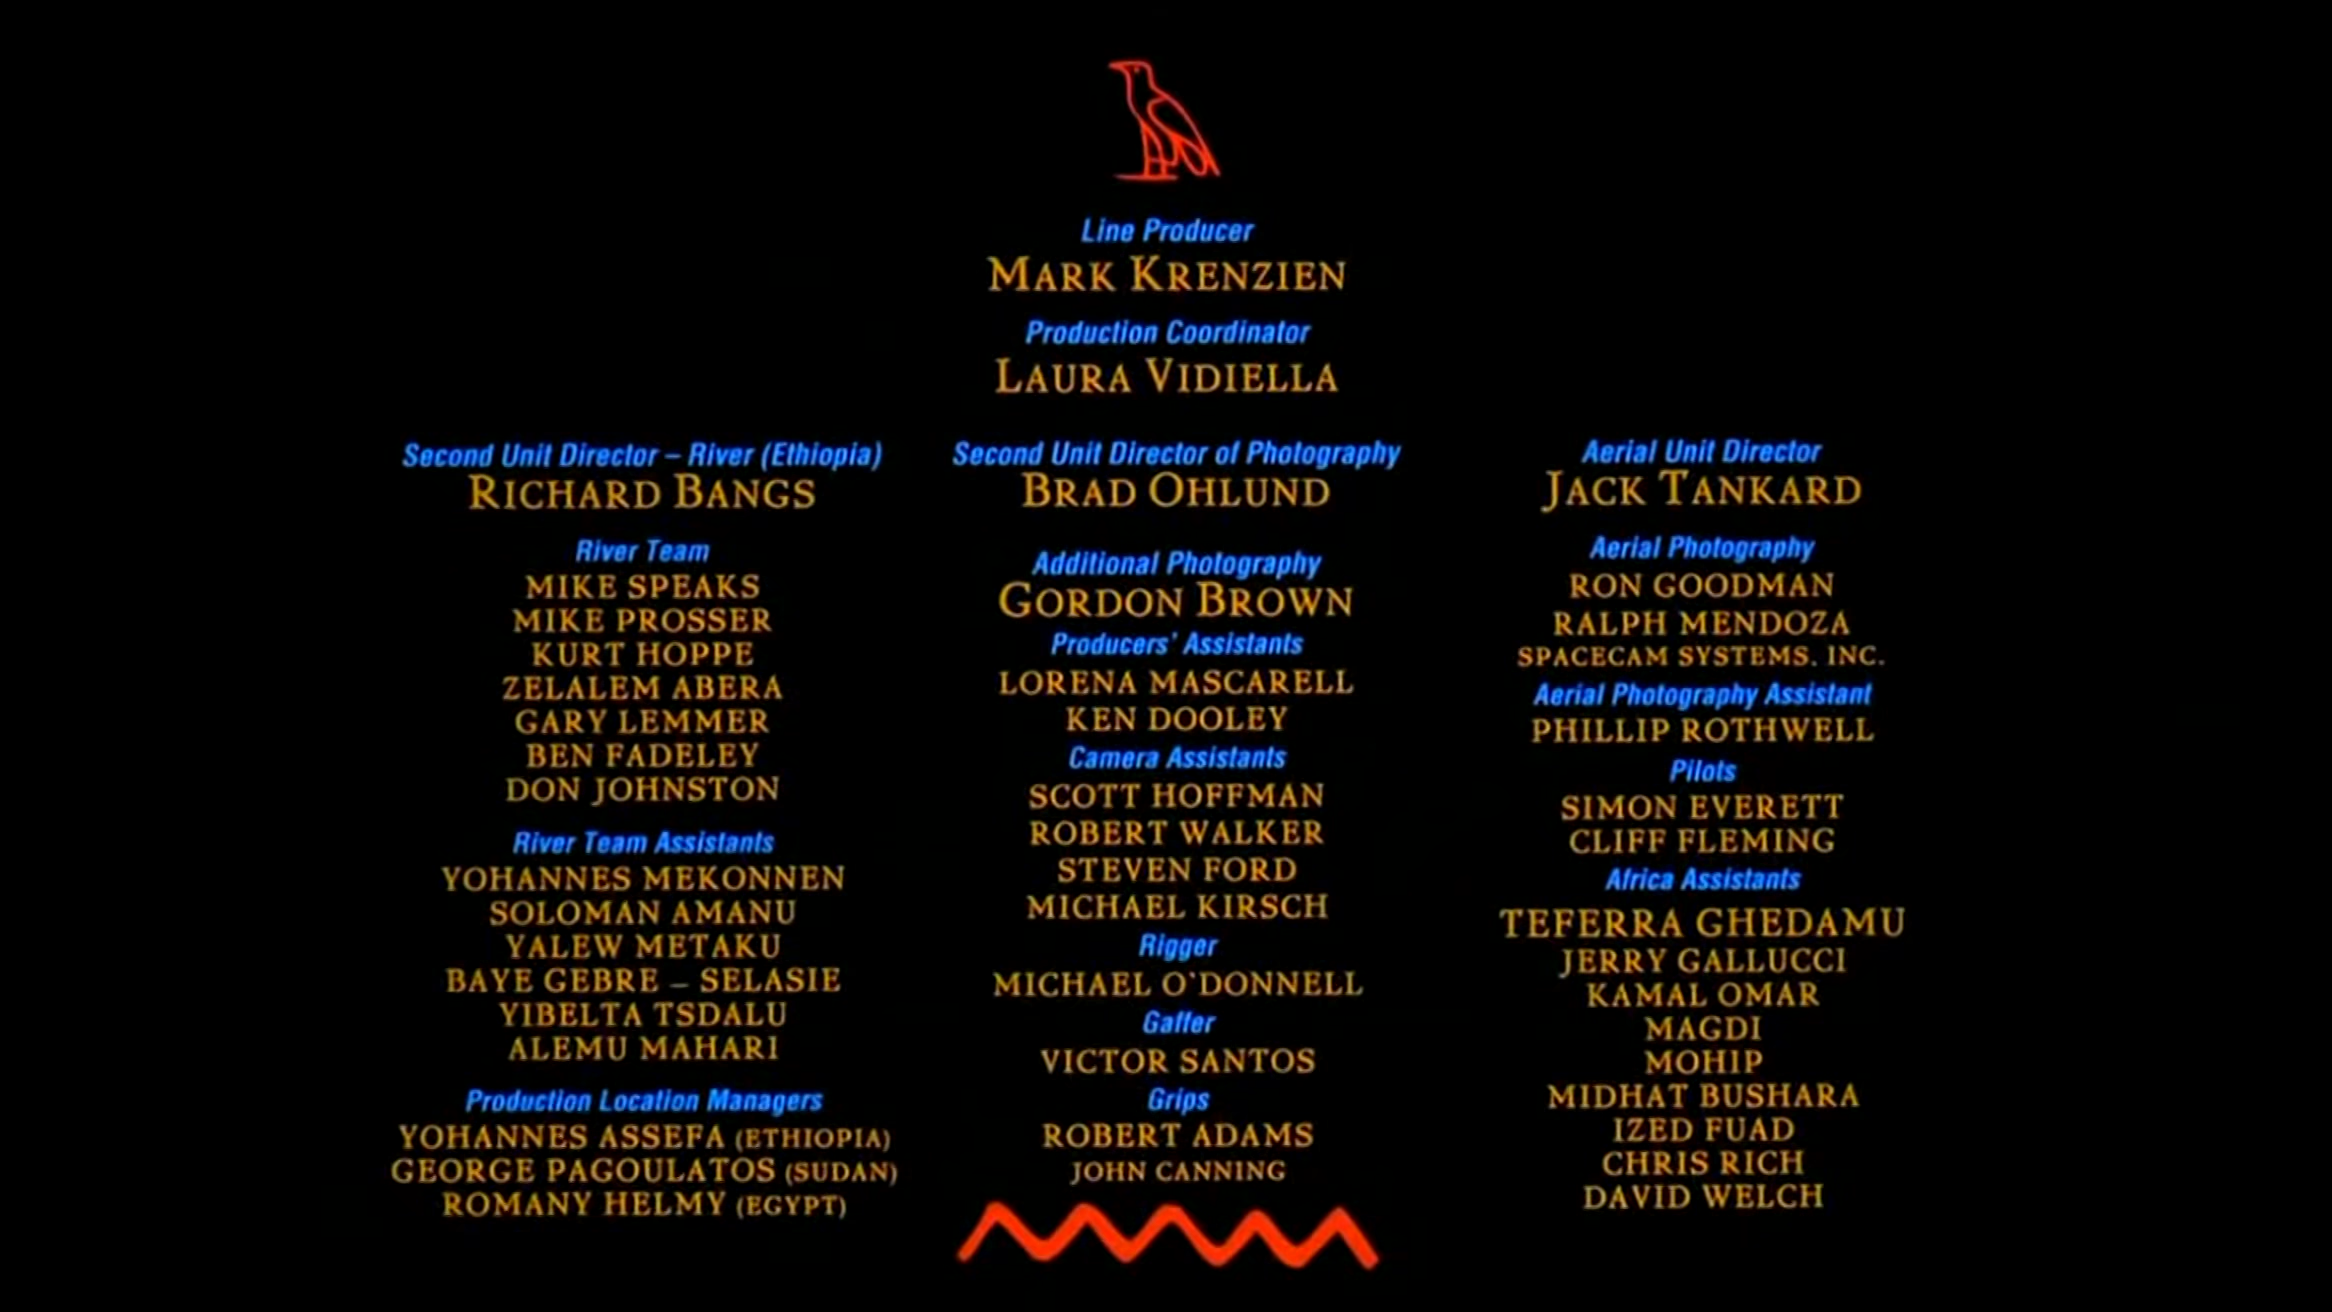 Line Producer
MARK KRENZIEN
Production Coordinator
LAURA VIDIELLA
Second Unit Director – River (Ethiopia)
RICHARD BANGS
River Team
MIKE SPEAKS
MIKE PROSSER
KURT HOPPE
ZELALEM ABERA
GARY LEMMER
BEN FADELEY
DON JOHNSTON
River Team Assistants
YOHANNES MEKONNEN
SOLOMAN AMANU
YALEW METAKU
BAYE GEBRE – SELASIE
YIBELTA TSDALU
ALEMU MAHARI
Production Location Managers
YOHANNES ASSEFA (ETHIOPIA)
GEORGE PAGOULATOS (SUDAN)
ROMANY HELMY (EGYPT)
Second Unit Director of Photography
BRAD OHLUND
Additional Photography
GORDON BROWN
Producers' Assistants
LORENA MASCARELL
KEN DOOLEY
Camera Assistants
SCOTT HOFFMAN
ROBERT WALKER
STEVEN FORD
MICHAEL KIRSCH
Rigger
MICHAEL O'DONNELL
Gaffer
VICTOR SANTOS
Grips
ROBERT ADAMS
JOHN CANNING
Aerial Unit Director
JACK TANKARD
Aerial Photography
RON GOODMAN
RALPH MENDOZA
SPACECAM SYSTEMS, INC.
Aerial Photography Assistant
PHILLIP ROTHWELL
Pilots
SIMON EVERETT
CLIFF FLEMING
Africa Assistants
TEFERRA GHEDAMU
JERRY GALLUCCI
KAMAL OMAR
MAGDI
MOHIP
MIDHAT BUSHARA
IZED FUAD
CHRIS RICH
DAVID WELCH